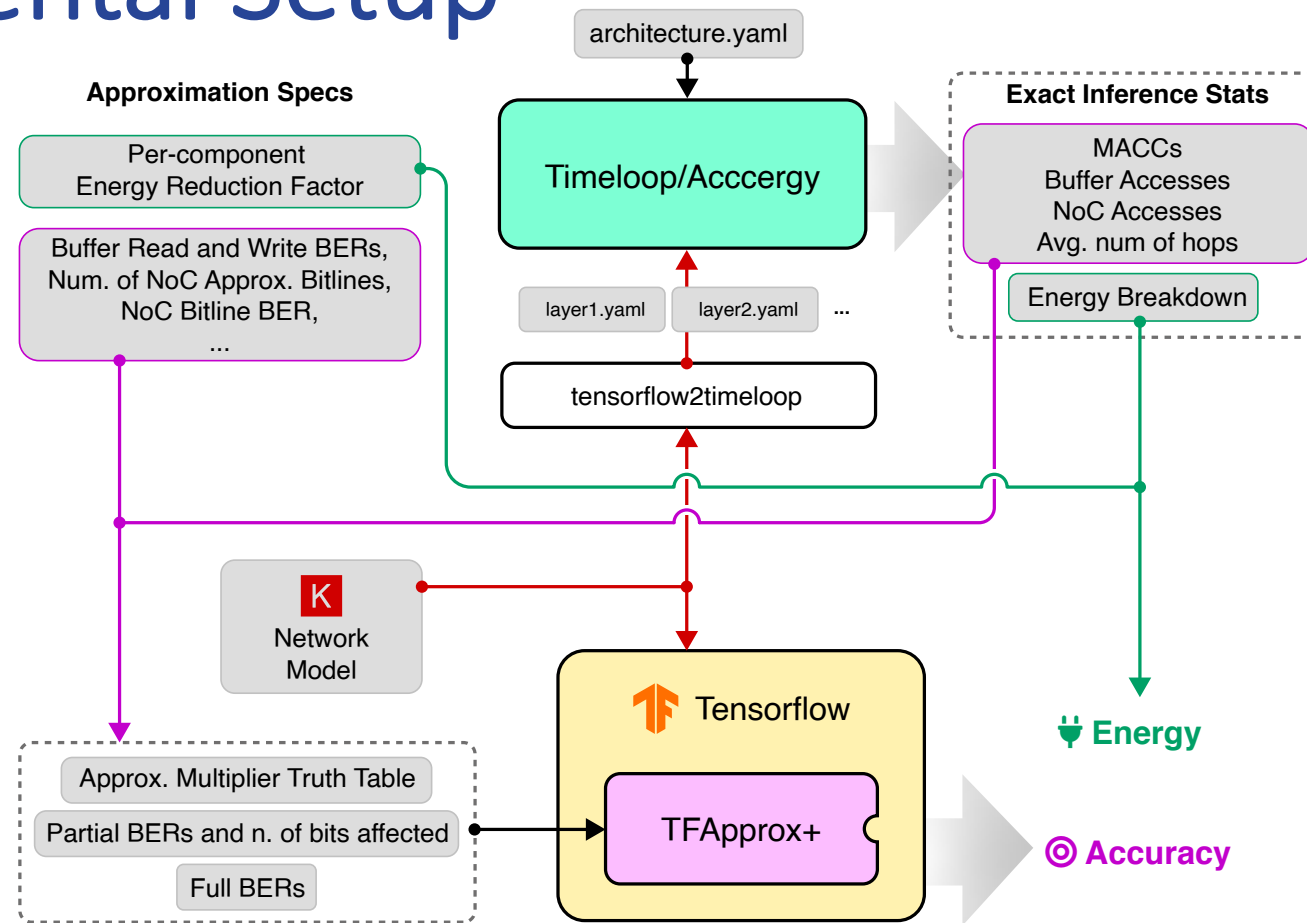 ental Setup
architecture.yaml
Approximation Specs
Per-component
Energy Reduction Factor
Buffer Read and Write BERs,
Num. of NoC Approx. Bitlines,
NoC Bitline BER,
...
Timeloop/Acccergy
Exact Inference Stats
MACCs
Buffer Accesses
NoC Accesses
Avg. num of hops
Energy Breakdown
layer1.yaml
layer2.yaml
...
tensorflow2timeloop
K
Network
Model
Tensorflow
TFApprox+
Approx. Multiplier Truth Table
Partial BERs and n. of bits affected
Full BERs
Energy
Accuracy